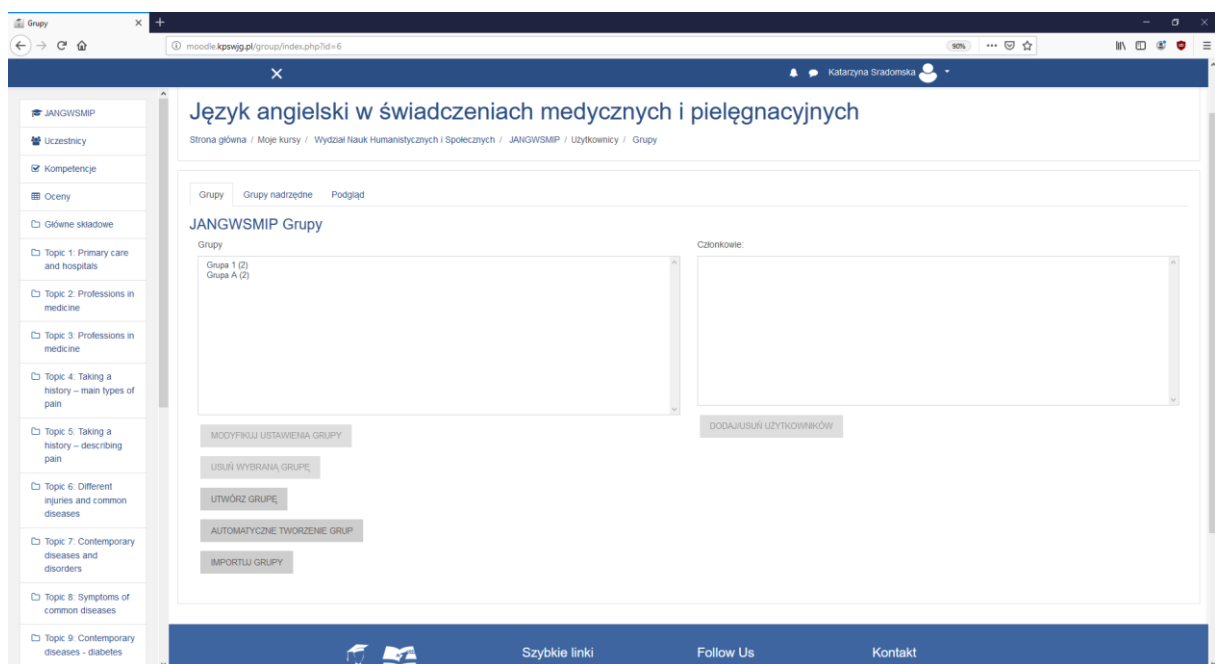 Grupy
moodle.kpswjg.pl/group/index.php?id=6
90%
Katarzyna Sradomska
JANGWSMIP
Uczestnicy
Kompetencje
Oceny
Główne składowe
Topic 1: Primary care
and hospitals
Topic 2: Professions in
medicine
Topic 3: Professions in
medicine
Topic 4: Taking a
history – main types of
pain
Topic 5: Taking a
history – describing
pain
Topic 6: Different
injuries and common
diseases
Topic 7: Contemporary
diseases and
disorders
Topic 8: Symptoms of
common diseases
Topic 9: Contemporary
diseases - diabetes
Język angielski w świadczeniach medycznych i pielęgnacyjnych
Strona główna / Moje kursy / Wydział Nauk Humanistycznych i Społecznych / JANGWSMIP / Użytkownicy / Grupy
Grupy Grupy nadrzędne Podgląd
JANGWSMIP Grupy
Grupy
Grupa 1 (2)
Grupa A (2)
MODYFIKUJ USTAWIENIA GRUPY
USUŃ WYBRANĄ GRUPĘ
UTWÓRZ GRUPĘ
AUTOMATYCZNE TWORZENIE GRUP
IMPORTUJ GRUPY
Członkowie:
DODAJ/USUŃ UŻYTKOWNIKÓW
Szybkie linki Follow Us Kontakt